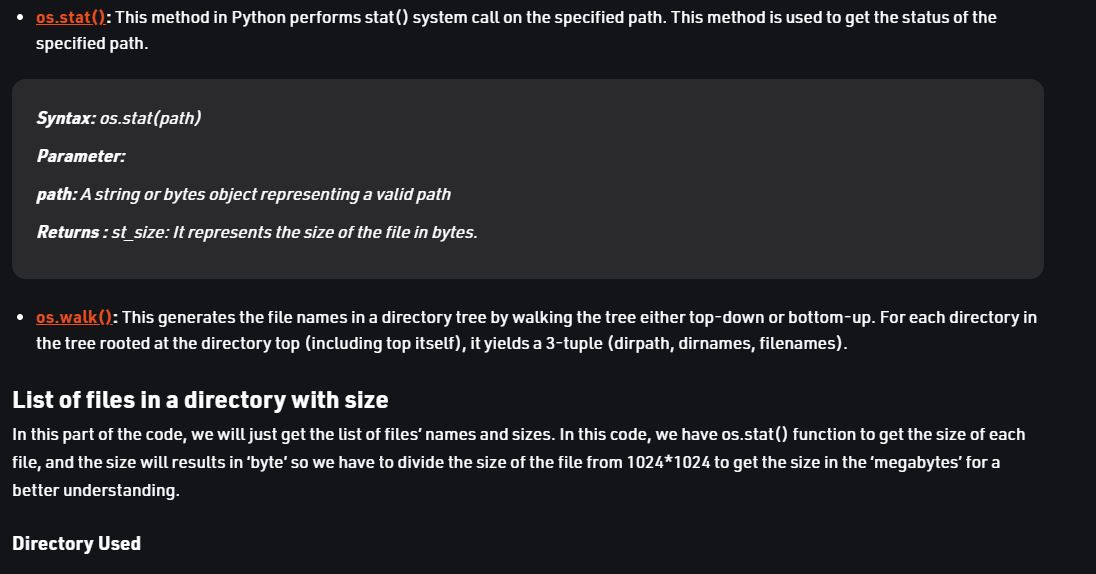 • os.stat(): This method in Python performs stat() system call on the specified path. This method is used to get the status of the
specified path.
Syntax: os.stat(path)
Parameter:
path: A string or bytes object representing a valid path
Returns : st_size: It represents the size of the file in bytes.
• os.walk(): This generates the file names in a directory tree by walking the tree either top-down or bottom-up. For each directory in
the tree rooted at the directory top (including top itself), it yields a 3-tuple (dirpath, dirnames, filenames).
List of files in a directory with size
In this part of the code, we will just get the list of files’ names and sizes. In this code, we have os.stat() function to get the size of each
file, and the size will results in ‘byte’ so we have to divide the size of the file from 1024*1024 to get the size in the ‘megabytes’ for a
better understanding.
Directory Used